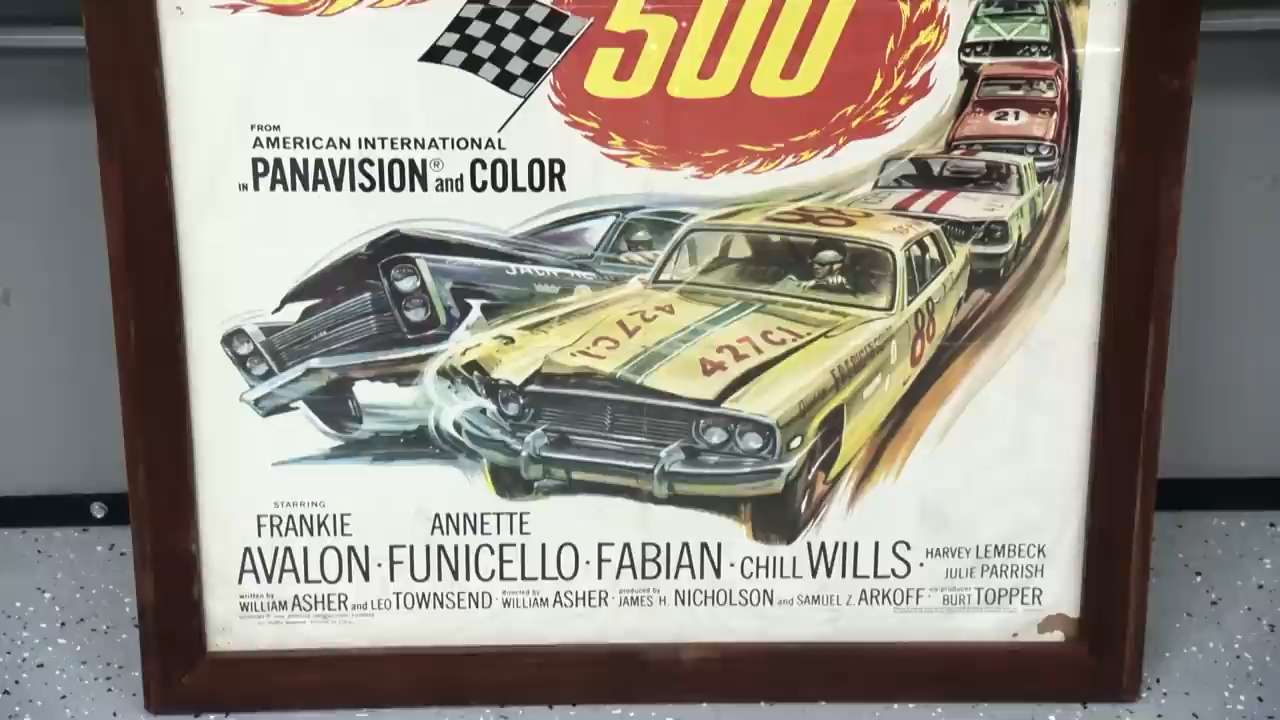 500
FROM
AMERICAN INTERNATIONAL
IN PANAVISION® and COLOR
21
88
427 C.I.
427 C.I.
88
STARRING
FRANKIE AVALON · ANNETTE FUNICELLO · FABIAN · CHILL WILLS · HARVEY LEMBECK
JULIE PARRISH
written by WILLIAM ASHER and LEO TOWNSEND · directed by WILLIAM ASHER · produced by JAMES H. NICHOLSON and SAMUEL Z. ARKOFF · co-producer BURT TOPPER